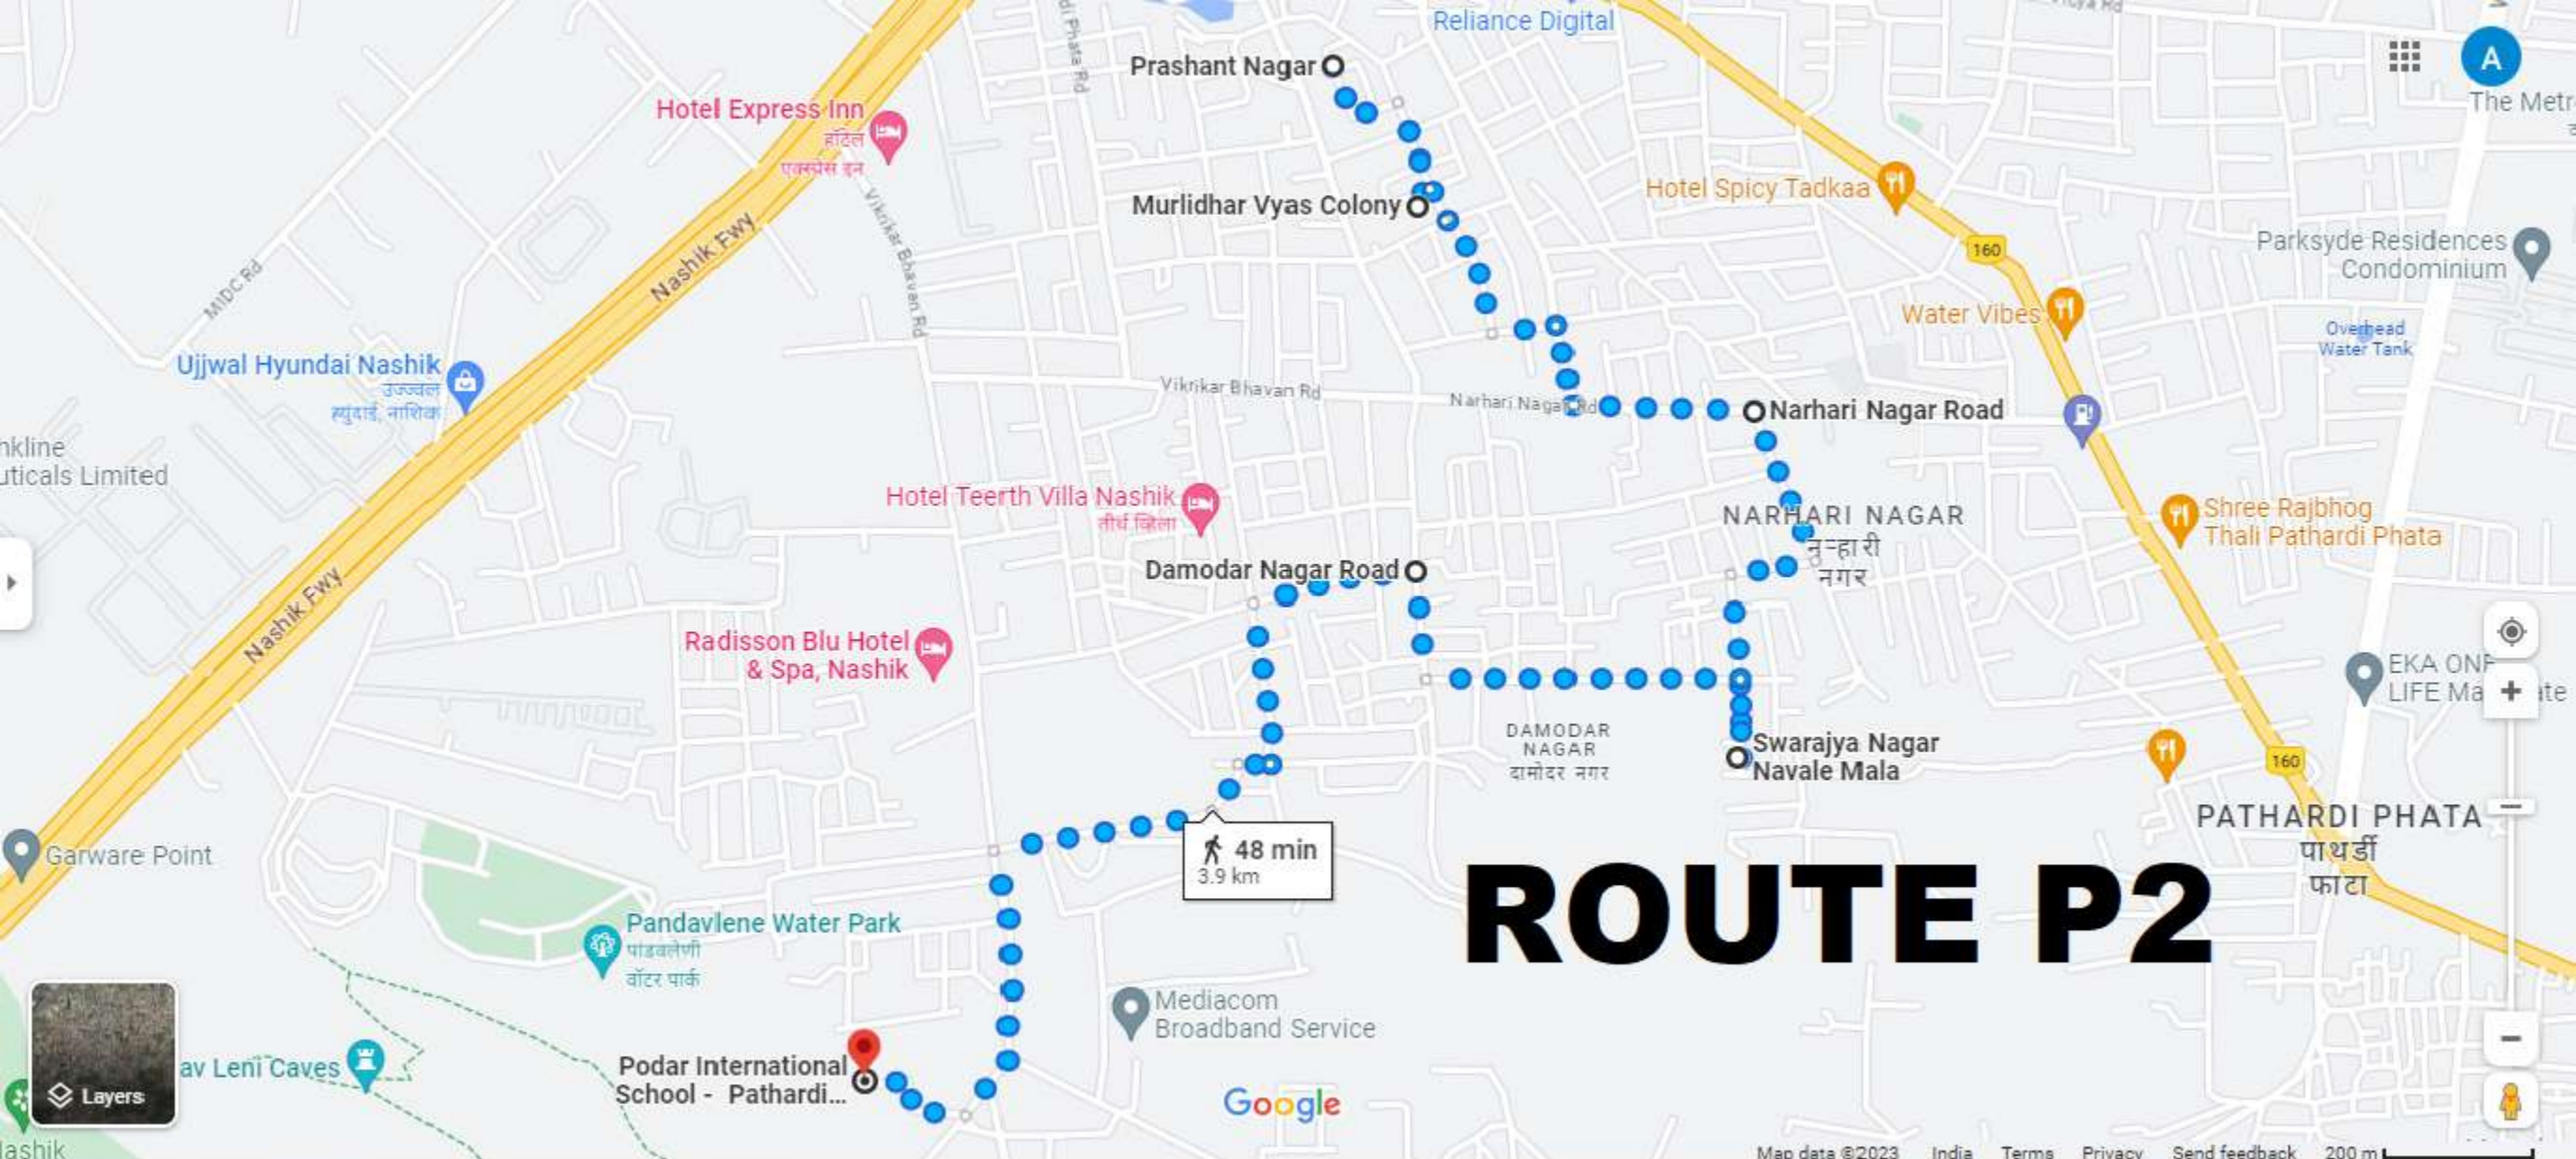 Reliance Digital
Prashant Nagar
A
The Metr
Hotel Express Inn
हॉटेल
एक्स्प्रेस इन
Hotel Spicy Tadkaa
Murlidhar Vyas Colony
Vikrikar Bhavan Rd
Nashik Fwy
MIDC Rd
160
Parksyde Residences
Condominium
Water Vibes
Overhead
Water Tank
Ujjwal Hyundai Nashik
उज्ज्वल
ह्युंदाई, नाशिक
Vikrikar Bhavan Rd
Narhari Nagar Rd
Narhari Nagar Road
nkline
uticals Limited
Hotel Teerth Villa Nashik
तीर्थ व्हिला
NARHARI NAGAR
नऱ्हारी
नगर
Shree Rajbhog
Thali Pathardi Phata
Damodar Nagar Road
Nashik Fwy
Radisson Blu Hotel
& Spa, Nashik
EKA ONE
LIFE Ma
ate
DAMODAR
NAGAR
दामोदर नगर
Swarajya Nagar
Navale Mala
160
PATHARDI PHATA
पाथर्डी
फाटा
Garware Point
48 min
3.9 km
ROUTE P2
Pandavlene Water Park
पांडवलेणी
वॉटर पार्क
Mediacom
Broadband Service
Podar International
School - Pathardi...
av Leni Caves
Layers
Google
ashik
Map data ©2023 India Terms Privacy Send feedback 200 m